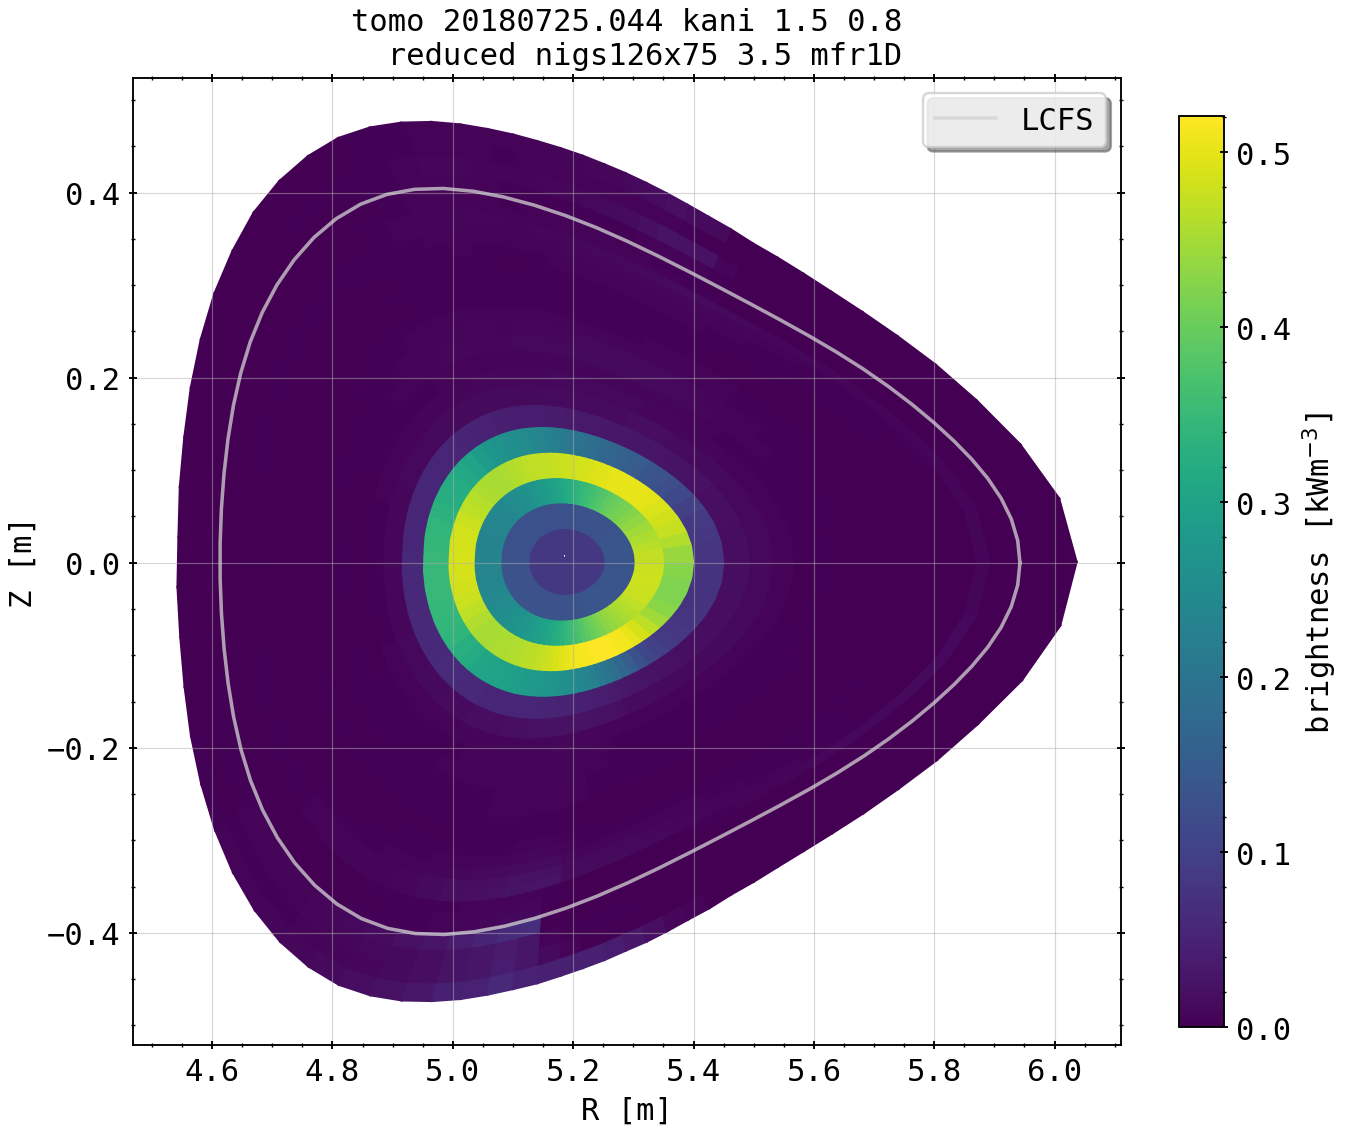 tomo 20180725.044 kani 1.5 0.8
reduced nigs126x75 3.5 mfr1D
LCFS
0.4
0.2
0.0
−0.2
−0.4
Z [m]
4.6 4.8 5.0 5.2 5.4 5.6 5.8 6.0
R [m]
0.5
0.4
0.3
0.2
0.1
0.0
brightness [kWm⁻³]